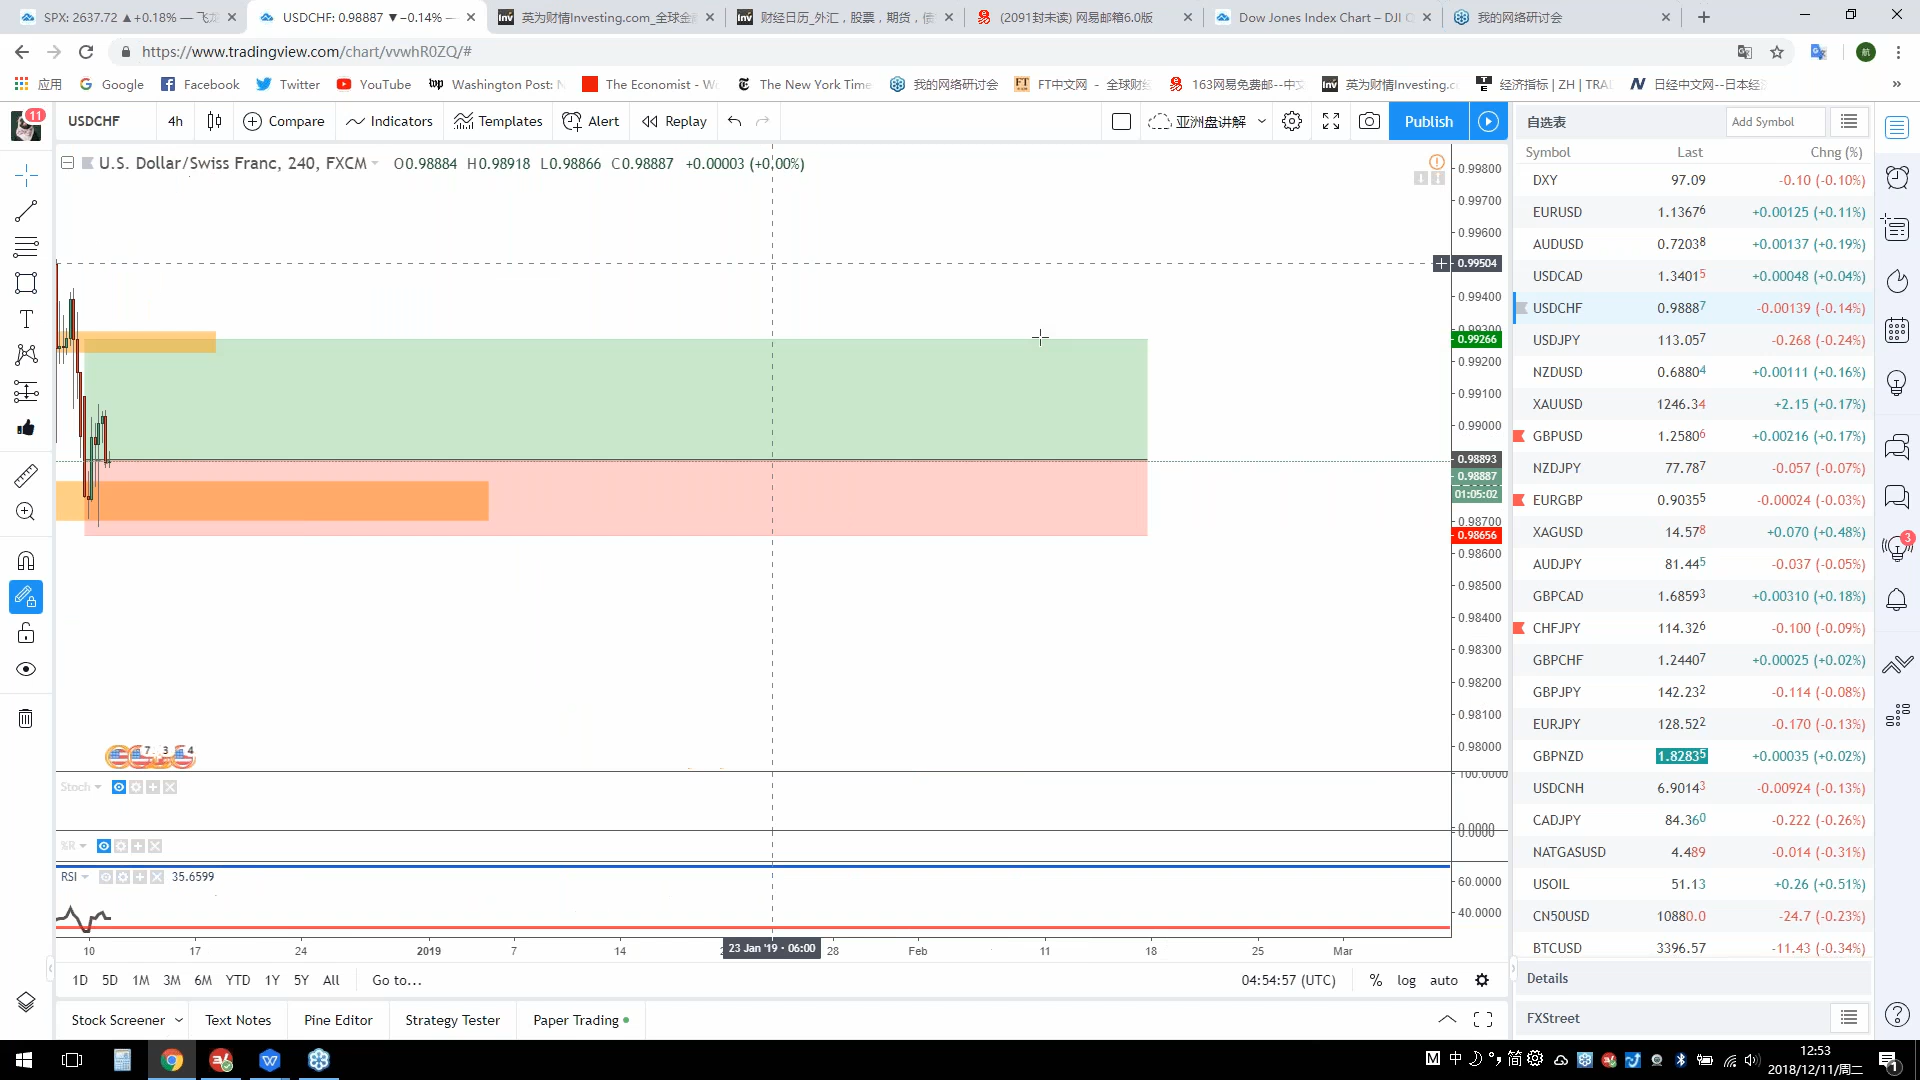 SPX: 2637.72 ▲+0.18% — 飞龙
USDCHF: 0.98887 ▼−0.14% —
英为财情Investing.com_全球金
财经日历_外汇，股票，期货，债
(2091封未读) 网易邮箱6.0版
Dow Jones Index Chart – DJI
我的网络研讨会
https://www.tradingview.com/chart/vvwhR0ZQ/#
应用 Google Facebook Twitter YouTube Washington Post: The Economist - W The New York Time 我的网络研讨会 FT中文网 - 全球财 163网易免费邮--中文 英为财情Investing.c 经济指标 | ZH | TRA 日经中文网--日本经 »
11
USDCHF 4h Compare Indicators Templates Alert Replay 亚洲盘讲解 Publish
U.S. Dollar/Swiss Franc, 240, FXCM O0.98884 H0.98918 L0.98866 C0.98887 +0.00003 (+0.00%)
0.99800
0.99700
0.99600
0.99504
0.99400
0.99300
0.99266
0.99200
0.99100
0.99000
0.98893
0.98887
01:05:02
0.98700
0.98656
0.98600
0.98500
0.98400
0.98300
0.98200
0.98100
0.98000
7 3 4
Stoch
100.0000
0.0000
0.0000
%R
RSI 35.6599
60.0000
40.0000
10 17 24 2019 7 14 23 Jan '19 - 06:00 28 Feb 11 18 25 Mar
1D 5D 1M 3M 6M YTD 1Y 5Y All Go to... 04:54:57 (UTC) % log auto
Stock Screener Text Notes Pine Editor Strategy Tester Paper Trading
自选表 Add Symbol
Symbol Last Chng (%)
DXY 97.09 -0.10 (-0.10%)
EURUSD 1.13676 +0.00125 (+0.11%)
AUDUSD 0.72038 +0.00137 (+0.19%)
USDCAD 1.34015 +0.00048 (+0.04%)
USDCHF 0.98887 -0.00139 (-0.14%)
USDJPY 113.057 -0.268 (-0.24%)
NZDUSD 0.68804 +0.00111 (+0.16%)
XAUUSD 1246.34 +2.15 (+0.17%)
GBPUSD 1.25806 +0.00216 (+0.17%)
NZDJPY 77.787 -0.057 (-0.07%)
EURGBP 0.90355 -0.00024 (-0.03%)
XAGUSD 14.578 +0.070 (+0.48%)
AUDJPY 81.445 -0.037 (-0.05%)
GBPCAD 1.68593 +0.00310 (+0.18%)
CHFJPY 114.326 -0.100 (-0.09%)
GBPCHF 1.24407 +0.00025 (+0.02%)
GBPJPY 142.232 -0.114 (-0.08%)
EURJPY 128.522 -0.170 (-0.13%)
GBPNZD 1.82835 +0.00035 (+0.02%)
USDCNH 6.90143 -0.00924 (-0.13%)
CADJPY 84.360 -0.222 (-0.26%)
NATGASUSD 4.489 -0.014 (-0.31%)
USOIL 51.13 +0.26 (+0.51%)
CN50USD 10880.0 -24.7 (-0.23%)
BTCUSD 3396.57 -11.43 (-0.34%)
Details
FXStreet
3
M 中 简
12:53
2018/12/11/周二
1